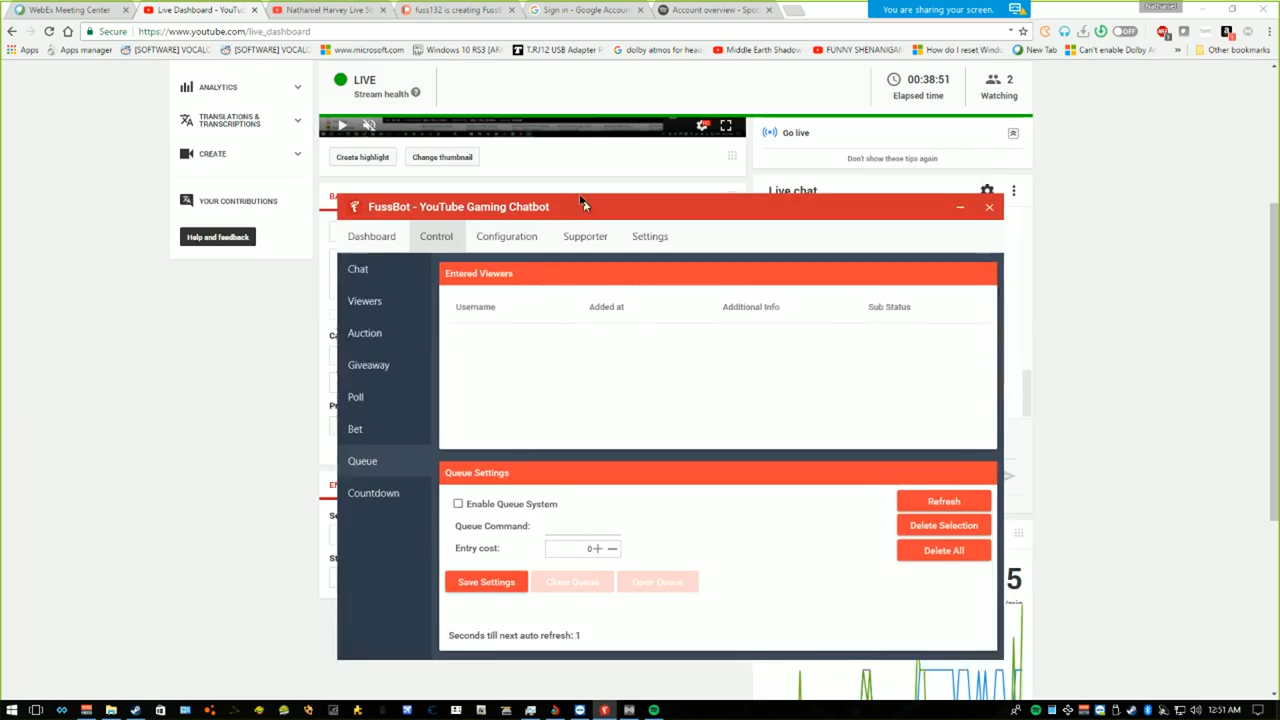 WebEx Meeting Center
Live Dashboard - YouTu
Nathaniel Harvey Live St
fuss132 is creating FussB
Sign in - Google Accoun
Account overview - Spo
You are sharing your screen.
Nathaniel
Secure
https://www.youtube.com/live_dashboard
Apps
Apps manager
[SOFTWARE] VOCALO
[SOFTWARE] VOCALO
www.microsoft.com
Windows 10 RS3 [AR
T.RJ12 USB Adapter P
dolby atmos for head
Middle Earth Shadow
FUNNY SHENANIGAN
How do I reset Windo
New Tab
Can't enable Dolby A
»
Other bookmarks
ANALYTICS
TRANSLATIONS &
TRANSCRIPTIONS
CREATE
YOUR CONTRIBUTIONS
Help and feedback
LIVE
Stream health
00:38:51
Elapsed time
2
Watching
Create highlight
Change thumbnail
Go live
Don't show these tips again
Live chat
FussBot - YouTube Gaming Chatbot
Dashboard
Control
Configuration
Supporter
Settings
Chat
Viewers
Auction
Giveaway
Poll
Bet
Queue
Countdown
Entered Viewers
Username
Added at
Additional Info
Sub Status
Queue Settings
Enable Queue System
Queue Command:
Entry cost:
0
Refresh
Delete Selection
Delete All
Save Settings
Close Queue
Open Queue
Seconds till next auto refresh: 1
5
/min
12:51 AM